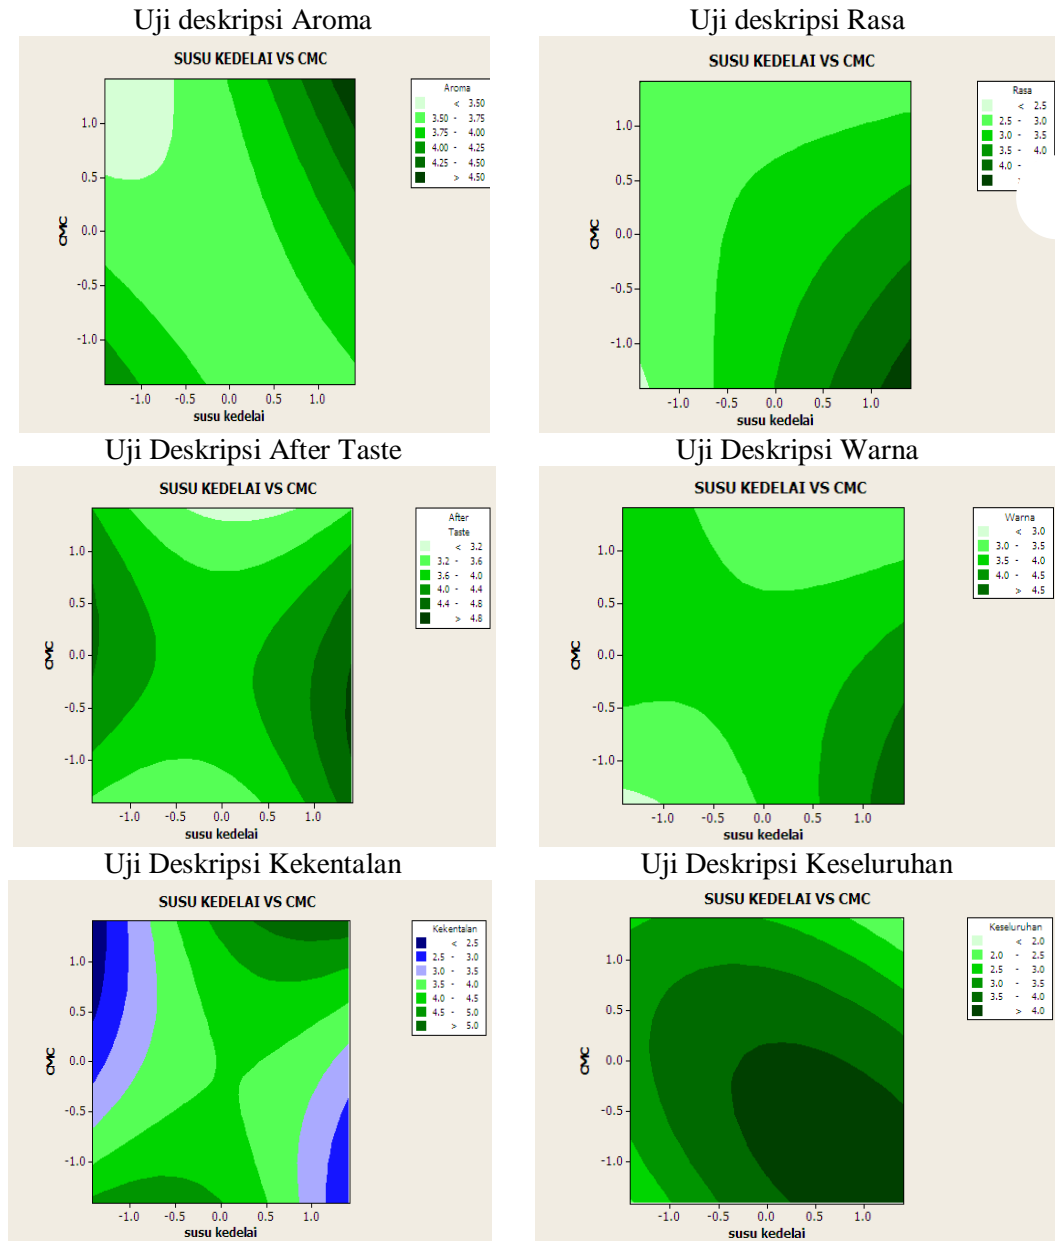 Uji deskripsi Aroma
SUSU KEDELAI VS CMC
Aroma
< 3.50
3.50 - 3.75
3.75 - 4.00
4.00 - 4.25
4.25 - 4.50
> 4.50
1.0
0.5
0.0
-0.5
-1.0
CMC
-1.0 -0.5 0.0 0.5 1.0
susu kedelai
Uji deskripsi Rasa
SUSU KEDELAI VS CMC
Rasa
< 2.5
2.5 - 3.0
3.0 - 3.5
3.5 - 4.0
4.0 -
1.0
0.5
0.0
-0.5
-1.0
CMC
-1.0 -0.5 0.0 0.5 1.0
susu kedelai
Uji Deskripsi After Taste
SUSU KEDELAI VS CMC
After
Taste
< 3.2
3.2 - 3.6
3.6 - 4.0
4.0 - 4.4
4.4 - 4.8
> 4.8
1.0
0.5
0.0
-0.5
-1.0
CMC
-1.0 -0.5 0.0 0.5 1.0
susu kedelai
Uji Deskripsi Warna
SUSU KEDELAI VS CMC
Warna
< 3.0
3.0 - 3.5
3.5 - 4.0
4.0 - 4.5
> 4.5
1.0
0.5
0.0
-0.5
-1.0
CMC
-1.0 -0.5 0.0 0.5 1.0
susu kedelai
Uji Deskripsi Kekentalan
SUSU KEDELAI VS CMC
Kekentalan
< 2.5
2.5 - 3.0
3.0 - 3.5
3.5 - 4.0
4.0 - 4.5
4.5 - 5.0
> 5.0
1.0
0.5
0.0
-0.5
-1.0
CMC
-1.0 -0.5 0.0 0.5 1.0
susu kedelai
Uji Deskripsi Keseluruhan
SUSU KEDELAI VS CMC
Keseluruhan
< 2.0
2.0 - 2.5
2.5 - 3.0
3.0 - 3.5
3.5 - 4.0
> 4.0
1.0
0.5
0.0
-0.5
-1.0
CMC
-1.0 -0.5 0.0 0.5 1.0
susu kedelai